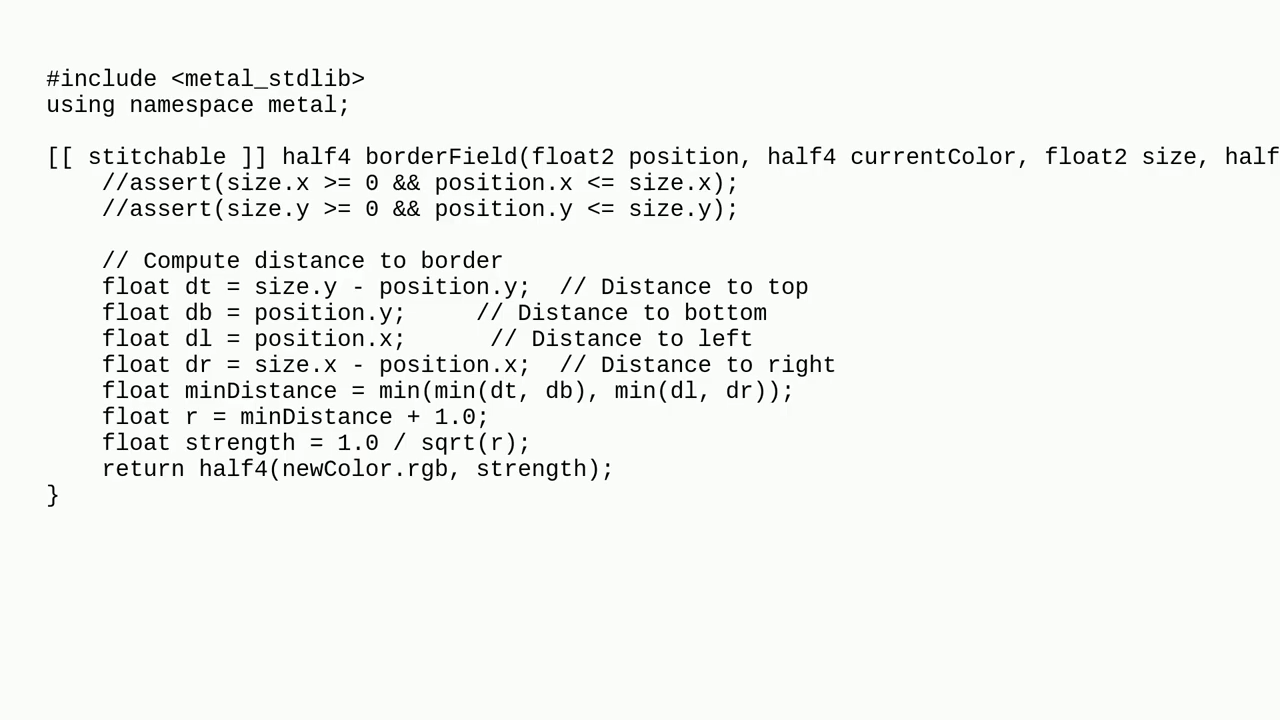 #include <metal_stdlib>
using namespace metal;

[[ stitchable ]] half4 borderField(float2 position, half4 currentColor, float2 size, half
    //assert(size.x >= 0 && position.x <= size.x);
    //assert(size.y >= 0 && position.y <= size.y);

    // Compute distance to border
    float dt = size.y - position.y;  // Distance to top
    float db = position.y;     // Distance to bottom
    float dl = position.x;      // Distance to left
    float dr = size.x - position.x;  // Distance to right
    float minDistance = min(min(dt, db), min(dl, dr));
    float r = minDistance + 1.0;
    float strength = 1.0 / sqrt(r);
    return half4(newColor.rgb, strength);
}